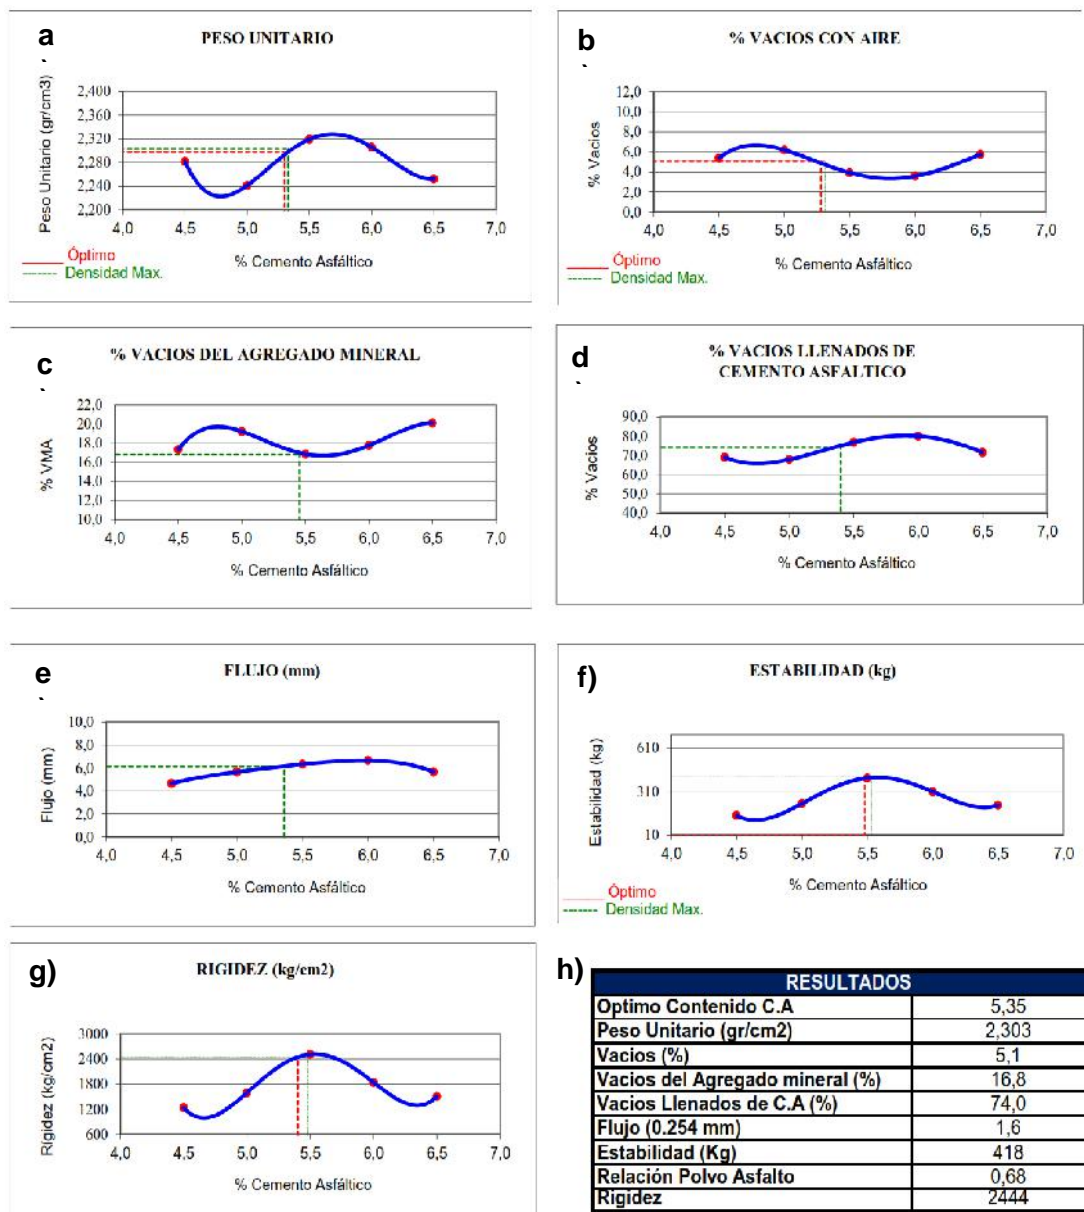 a
`
PESO UNITARIO
Peso Unitario (gr/cm3)
2,400
2,360
2,320
2,280
2,240
2,200
4,0 4,5 5,0 5,5 6,0 6,5 7,0
% Cemento Asfáltico
Óptimo
Densidad Max.
b
`
% VACIOS CON AIRE
% Vacios
12,0
10,0
8,0
6,0
4,0
2,0
0,0
4,0 4,5 5,0 5,5 6,0 6,5 7,0
% Cemento Asfáltico
c
`
% VACIOS DEL AGREGADO MINERAL
% VMA
22,0
20,0
18,0
16,0
14,0
12,0
10,0
4,0 4,5 5,0 5,5 6,0 6,5 7,0
% Cemento Asfáltico
d
`
% VACIOS LLENADOS DE
CEMENTO ASFALTICO
% Vacios
90,0
80,0
70,0
60,0
50,0
40,0
4,0 4,5 5,0 5,5 6,0 6,5 7,0
% Cemento Asfáltico
e
`
FLUJO (mm)
Flujo (mm)
10,0
8,0
6,0
4,0
2,0
0,0
4,0 4,5 5,0 5,5 6,0 6,5 7,0
% Cemento Asfáltico
f)
ESTABILIDAD (kg)
Estabilidad (kg)
610
310
10
4,0 4,5 5,0 5,5 6,0 6,5 7,0
% Cemento Asfáltico
Óptimo
Densidad Max.
g)
RIGIDEZ (kg/cm2)
Rigidez (kg/cm2)
3000
2400
1800
1200
600
4,0 4,5 5,0 5,5 6,0 6,5 7,0
% Cemento Asfáltico
h)
RESULTADOS
Optimo Contenido C.A 5,35
Peso Unitario (gr/cm2) 2,303
Vacios (%) 5,1
Vacios del Agregado mineral (%) 16,8
Vacios Llenados de C.A (%) 74,0
Flujo (0.254 mm) 1,6
Estabilidad (Kg) 418
Relación Polvo Asfalto 0,68
Rigidez 2444